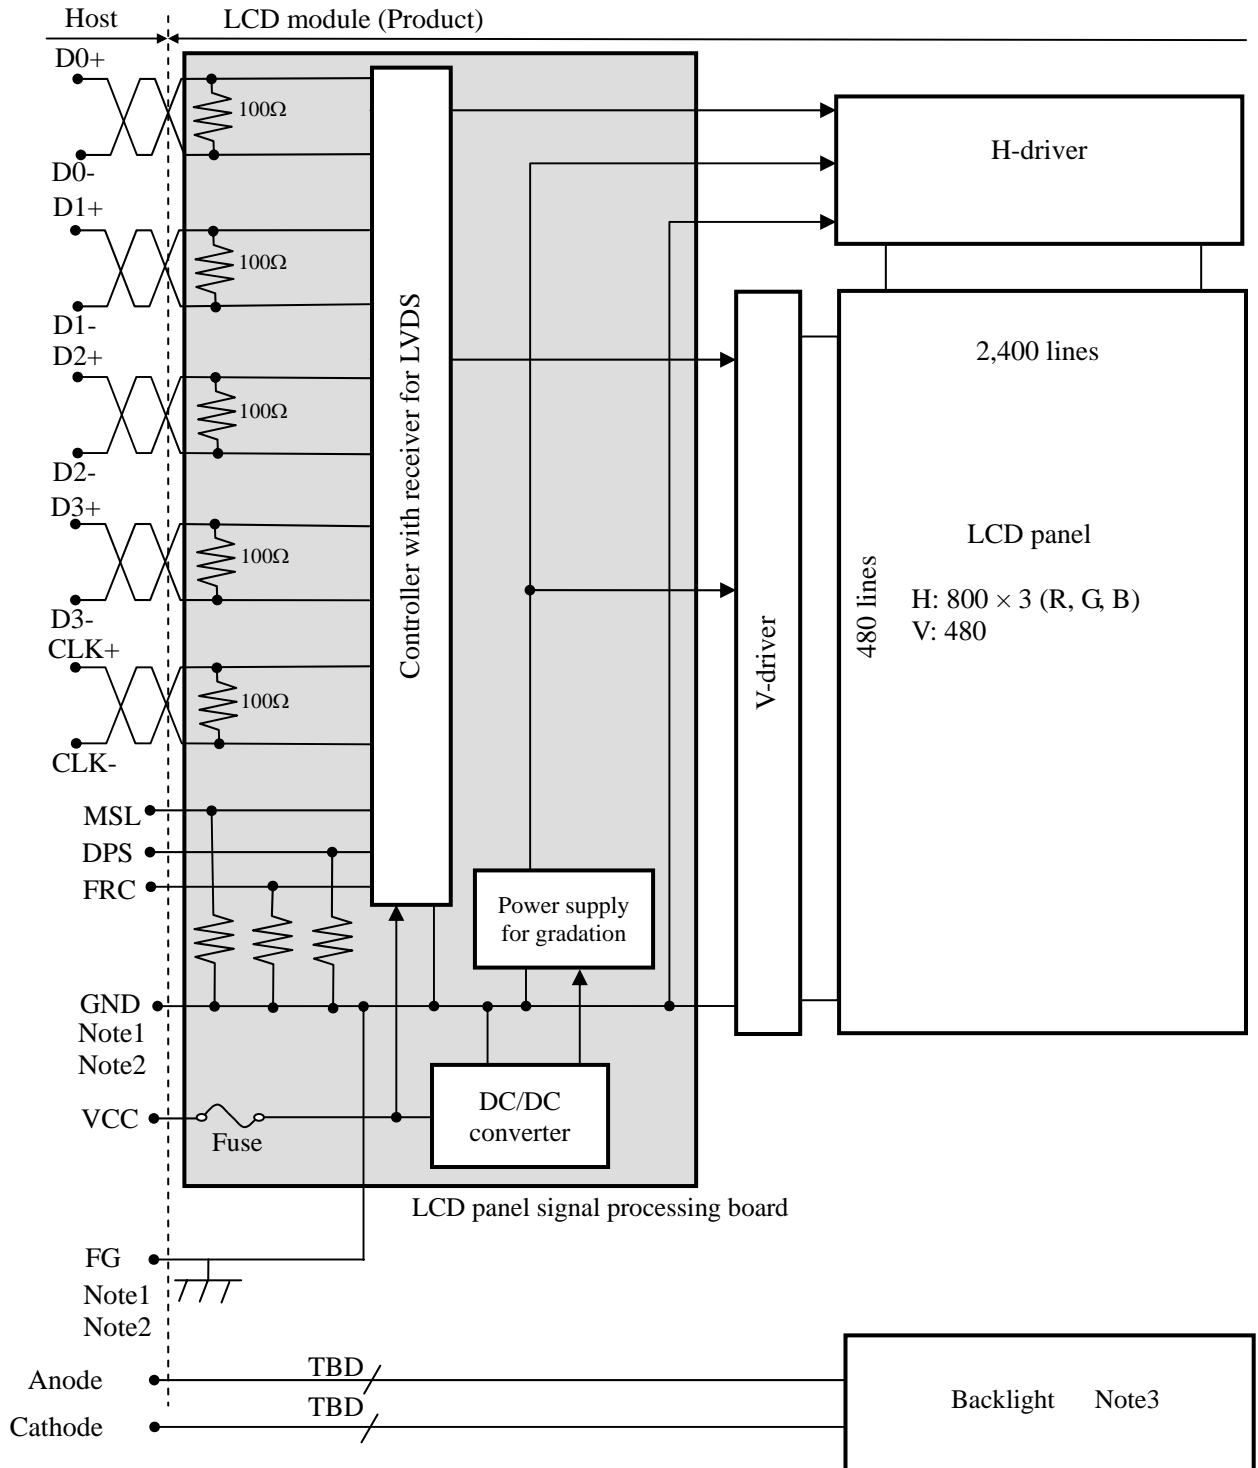 Host
LCD module (Product)
D0+
100Ω
D0-
D1+
100Ω
D1-
D2+
100Ω
D2-
D3+
100Ω
D3-
CLK+
100Ω
CLK-
MSL
DPS
FRC
GND
Note1
Note2
VCC
Fuse
Controller with receiver for LVDS
Power supply
for gradation
DC/DC
converter
LCD panel signal processing board
H-driver
V-driver
2,400 lines
480 lines
LCD panel
H: 800 × 3 (R, G, B)
V: 480
FG
Note1
Note2
Anode
TBD
Cathode
TBD
Backlight Note3